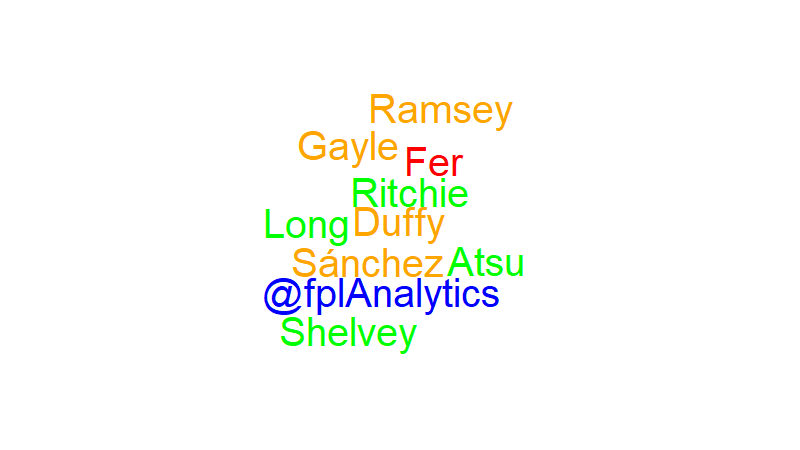 Ramsey
Gayle
Fer
Ritchie
Long Duffy
Sánchez Atsu
@fplAnalytics
Shelvey